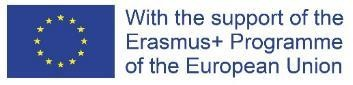 With the support of the
Erasmus+ Programme
of the European Union